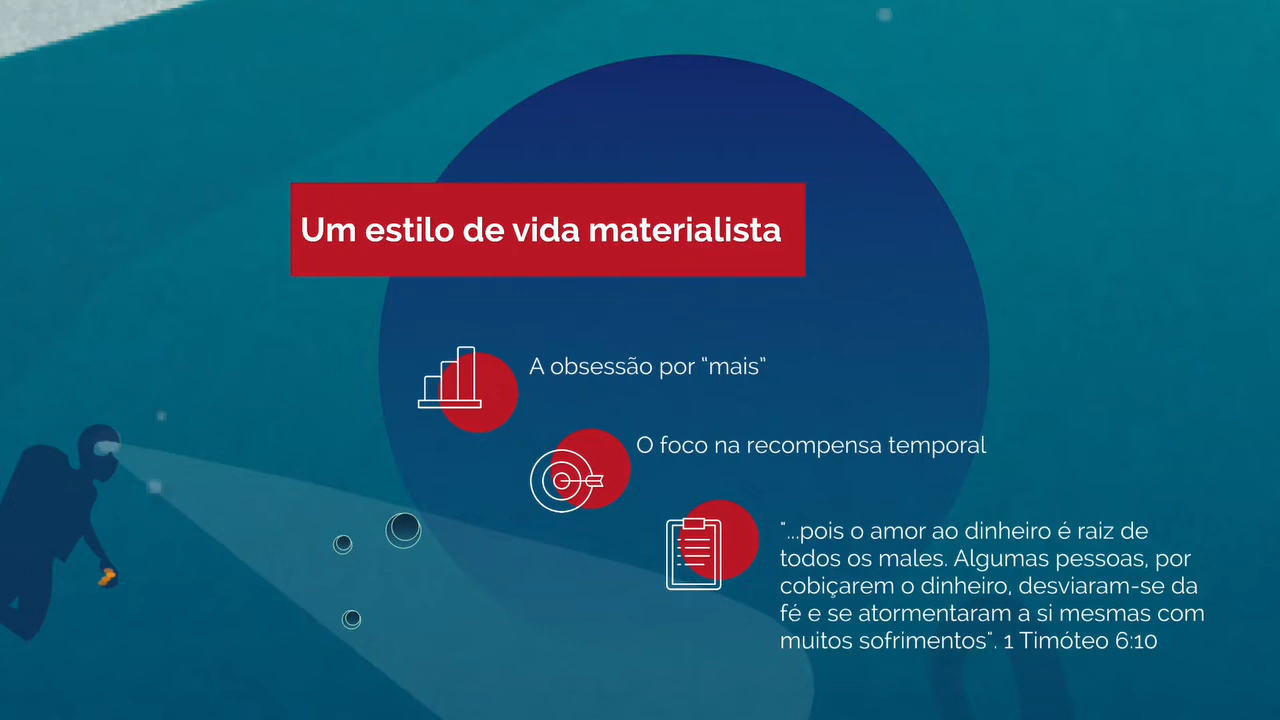 Um estilo de vida materialista
A obsessão por “mais”
O foco na recompensa temporal
"...pois o amor ao dinheiro é raiz de
todos os males. Algumas pessoas, por
cobiçarem o dinheiro, desviaram-se da
fé e se atormentaram a si mesmas com
muitos sofrimentos". 1 Timóteo 6:10